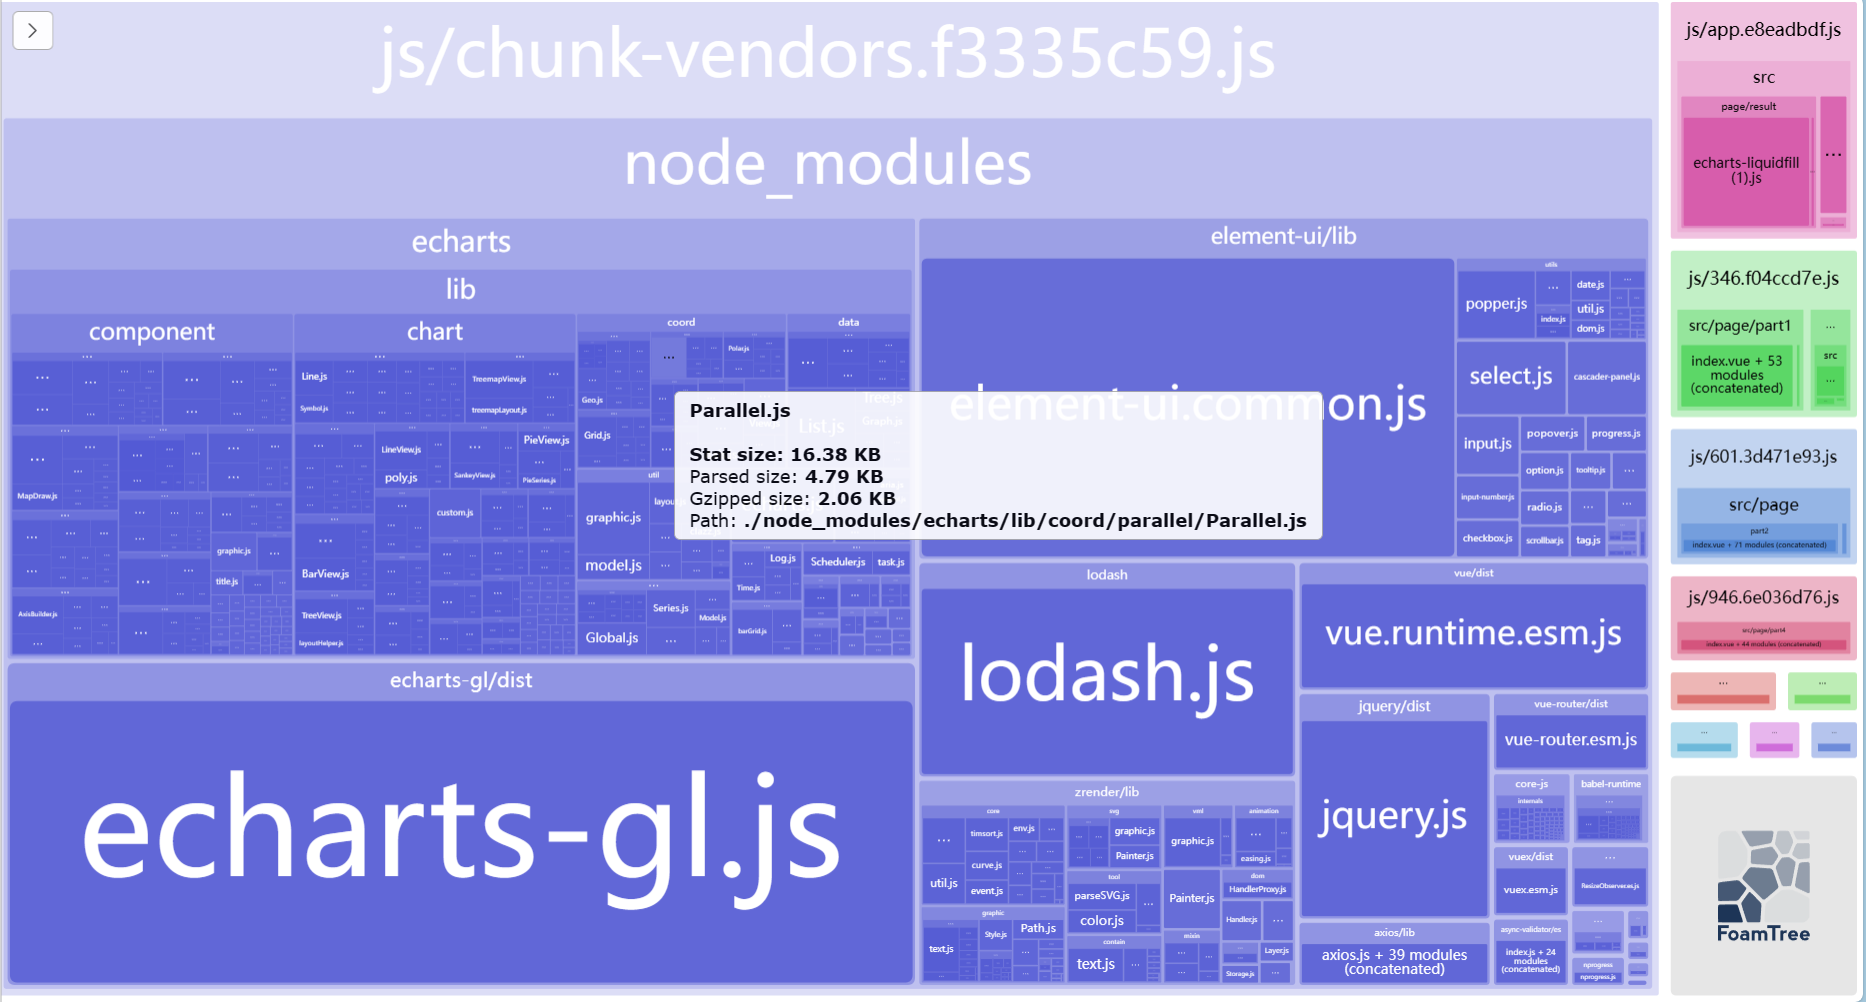 js/chunk-vendors.f3335c59.js
node_modules
echarts
lib
component
MapDraw.js
graphic.js
title.js
AxisBuilder.js
chart
Line.js
Symbol.js
TreemapView.js
treemapLayout.js
LineView.js
PieView.js
poly.js
SankeyView.js
PieSeries.js
custom.js
BarView.js
TreeView.js
layoutHelper.js
coord
Polar.js
Geo.js
Grid.js
View.js
data
Tree.js
List.js
Graph.js
util
graphic.js
model.js
Log.js
Time.js
Scheduler.js
task.js
Series.js
Model.js
Global.js
barGrid.js
Parallel.js
Stat size: 16.38 KB
Parsed size: 4.79 KB
Gzipped size: 2.06 KB
Path: ./node_modules/echarts/lib/coord/parallel/Parallel.js
echarts-gl/dist
echarts-gl.js
element-ui/lib
element-ui.common.js
utils
popper.js
date.js
util.js
index.js
dom.js
select.js
cascader-panel.js
input.js
popover.js
progress.js
option.js
tooltip.js
input-number.js
radio.js
checkbox.js
scrollbar.js
tag.js
lodash
lodash.js
vue/dist
vue.runtime.esm.js
jquery/dist
jquery.js
vue-router/dist
vue-router.esm.js
core-js
internals
babel-runtime
vuex/dist
vuex.esm.js
ResizeObserver.es.js
axios/lib
axios.js + 39 modules
(concatenated)
async-validator/es
index.js + 24
modules
(concatenated)
nprogress
nprogress.js
zrender/lib
core
timsort.js
env.js
curve.js
util.js
event.js
graphic
text.js
Style.js
Path.js
svg
graphic.js
Painter.js
tool
parseSVG.js
color.js
contain
text.js
vml
graphic.js
Painter.js
mixin
animation
easing.js
dom
HandlerProxy.js
Handler.js
Layer.js
Storage.js
js/app.e8eadbdf.js
src
page/result
echarts-liquidfill
(1).js
js/346.f04ccd7e.js
src/page/part1
index.vue + 53
modules
(concatenated)
src
js/601.3d471e93.js
src/page
part2
index.vue + 71 modules (concatenated)
js/946.6e036d76.js
src/page/part4
index.vue + 44 modules (concatenated)
FoamTree